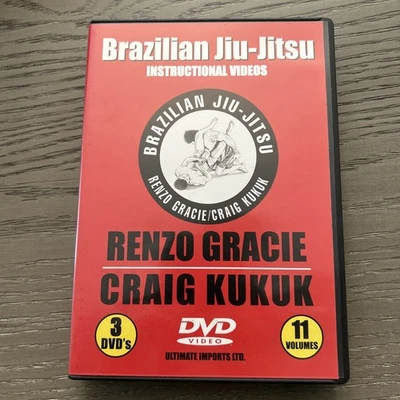 Brazilian Jiu-Jitsu
INSTRUCTIONAL VIDEOS
BRAZILIAN JIU-JITSU
RENZO GRACIE/CRAIG KUKUK
RENZO GRACIE
CRAIG KUKUK
3
DVD's
DVD
VIDEO
11
VOLUMES
ULTIMATE IMPORTS LTD.